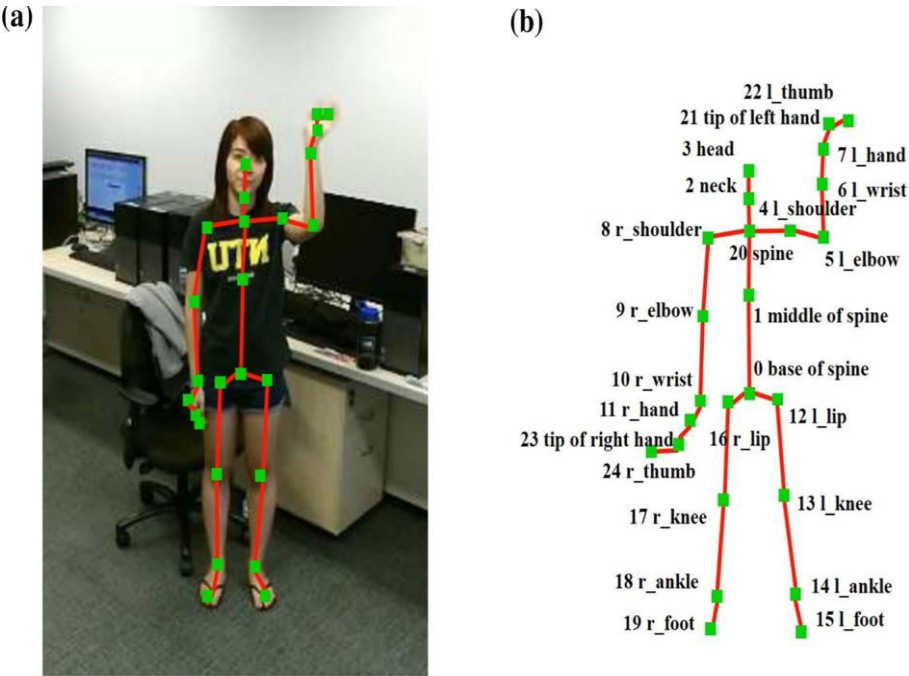 (a)
NTU
(b)
22 l_thumb
21 tip of left hand
3 head
7 l_hand
2 neck
6 l_wrist
4 l_shoulder
8 r_shoulder
20 spine
5 l_elbow
9 r_elbow
1 middle of spine
0 base of spine
10 r_wrist
11 r_hand
12 l_lip
23 tip of right hand
16 r_lip
24 r_thumb
13 l_knee
17 r_knee
18 r_ankle
14 l_ankle
19 r_foot
15 l_foot